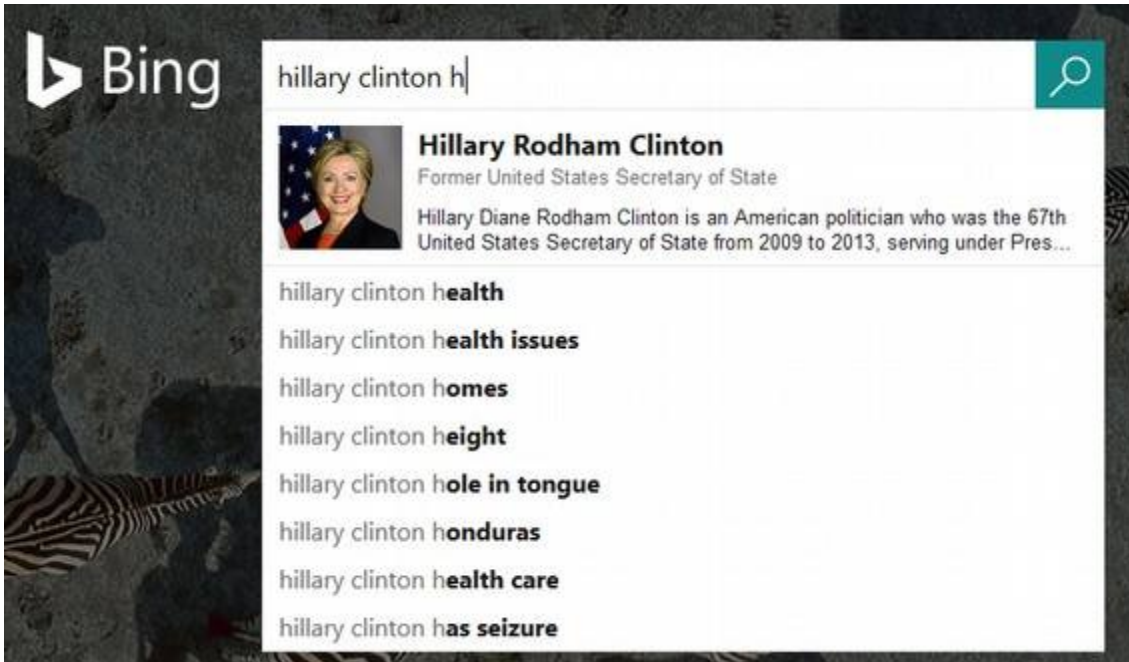 Bing
hillary clinton h
Hillary Rodham Clinton
Former United States Secretary of State
Hillary Diane Rodham Clinton is an American politician who was the 67th
United States Secretary of State from 2009 to 2013, serving under Pres...
hillary clinton health
hillary clinton health issues
hillary clinton homes
hillary clinton height
hillary clinton hole in tongue
hillary clinton honduras
hillary clinton health care
hillary clinton has seizure